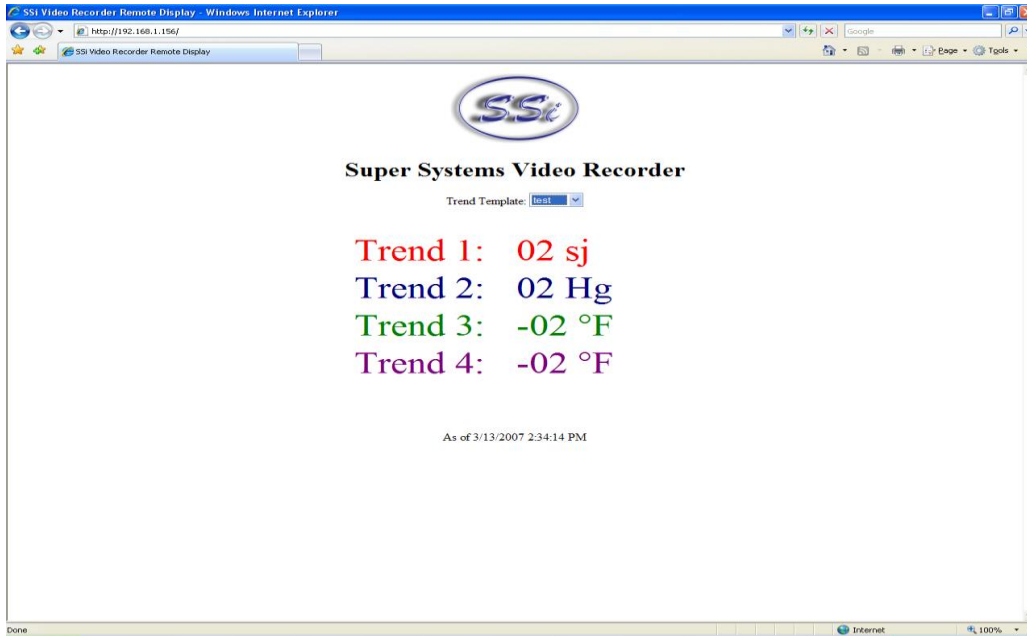 SSi Video Recorder Remote Display - Windows Internet Explorer
http://192.168.1.156/
Google
SSi Video Recorder Remote Display
Page Tools
SSi
Super Systems Video Recorder
Trend Template: test
Trend 1: 02 sj
Trend 2: 02 Hg
Trend 3: -02 °F
Trend 4: -02 °F
As of 3/13/2007 2:34:14 PM
Done Internet 100%